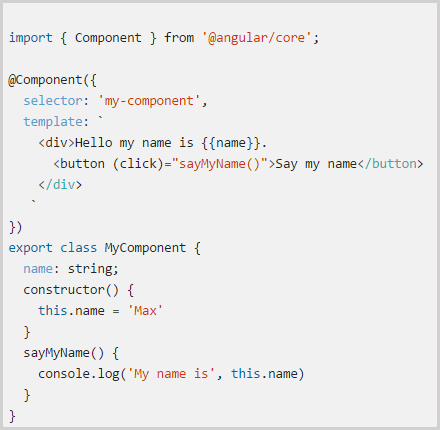 import { Component } from '@angular/core';
@Component({
  selector: 'my-component',
  template: `
    <div>Hello my name is {{name}}.
      <button (click)="sayMyName()">Say my name</button>
    </div>
   `
})
export class MyComponent {
  name: string;
  constructor() {
    this.name = 'Max'
  }
  sayMyName() {
    console.log('My name is', this.name)
  }
}